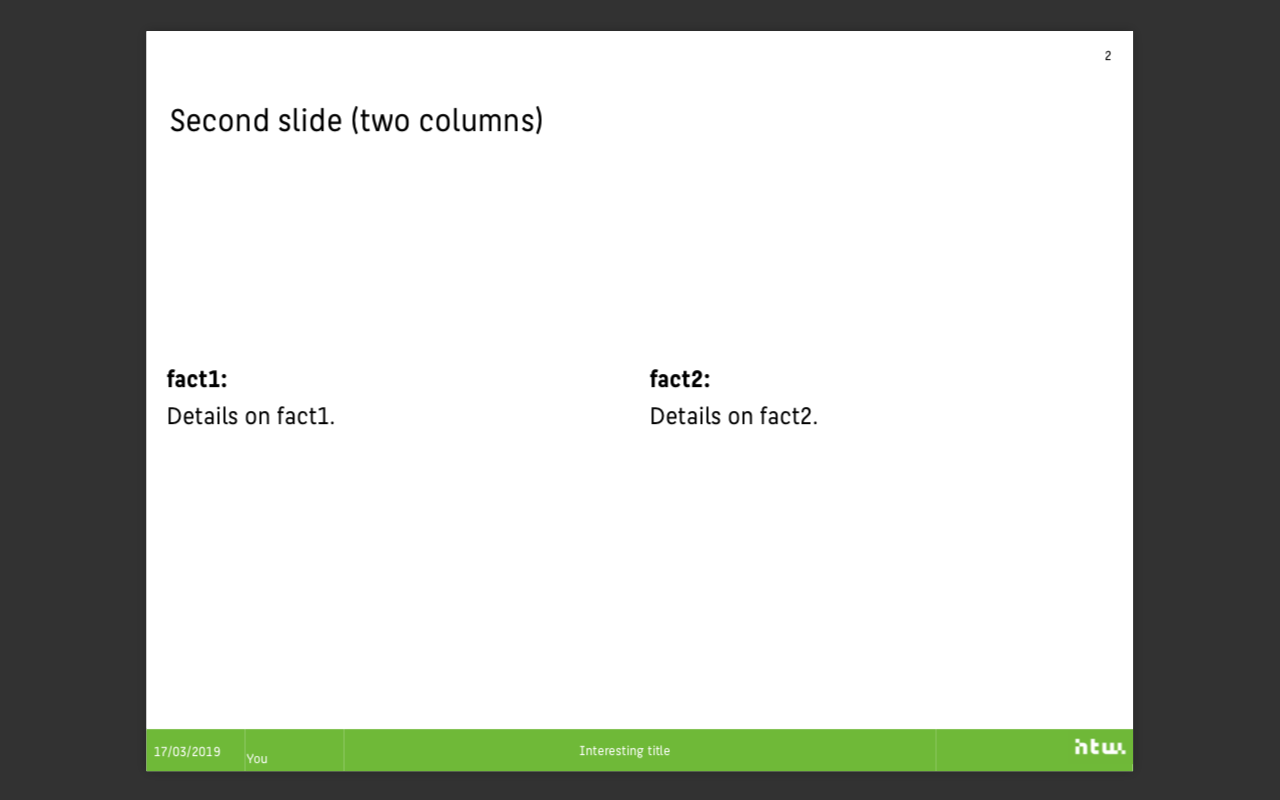 2
Second slide (two columns)
fact1:
Details on fact1.
fact2:
Details on fact2.
17/03/2019
You
Interesting title
htw.